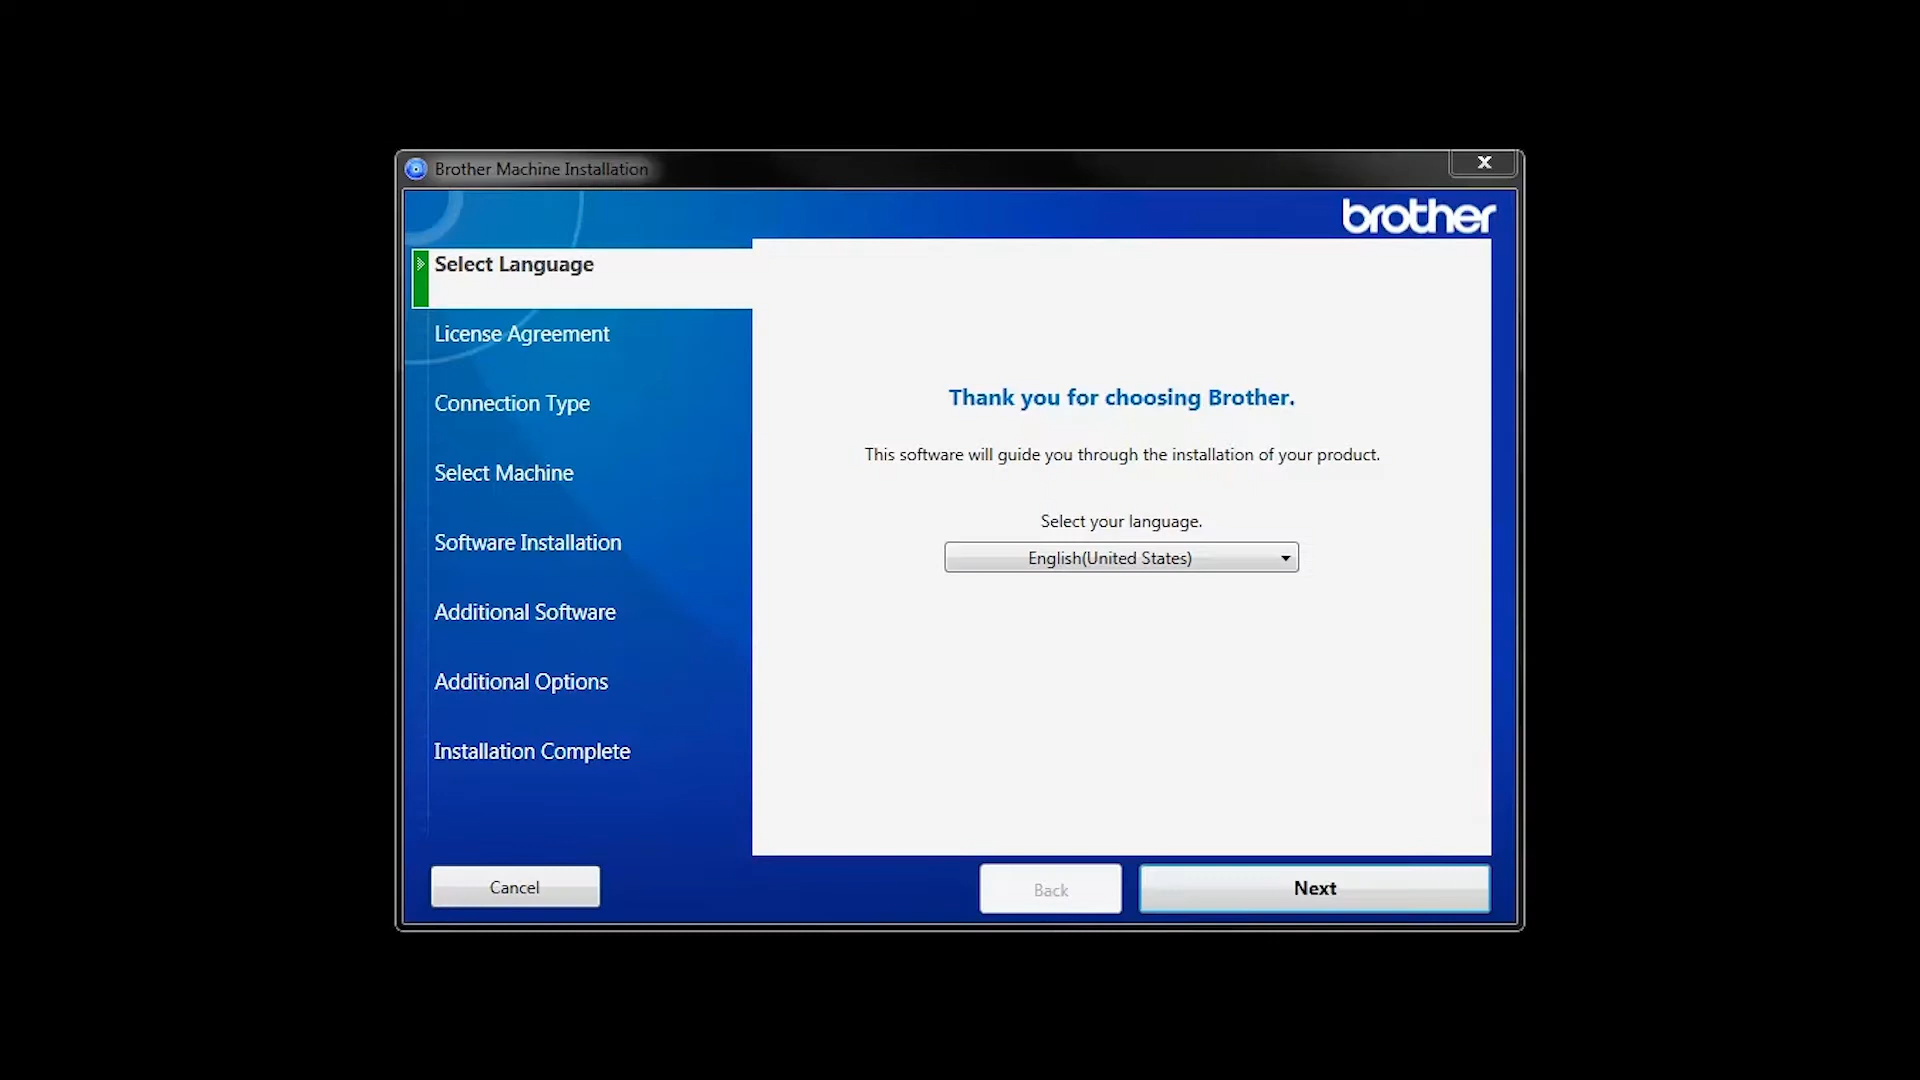 Brother Machine Installation
X
brother
Select Language
License Agreement
Connection Type
Select Machine
Software Installation
Additional Software
Additional Options
Installation Complete
Thank you for choosing Brother.
This software will guide you through the installation of your product.
Select your language.
English(United States)
Cancel
Back
Next